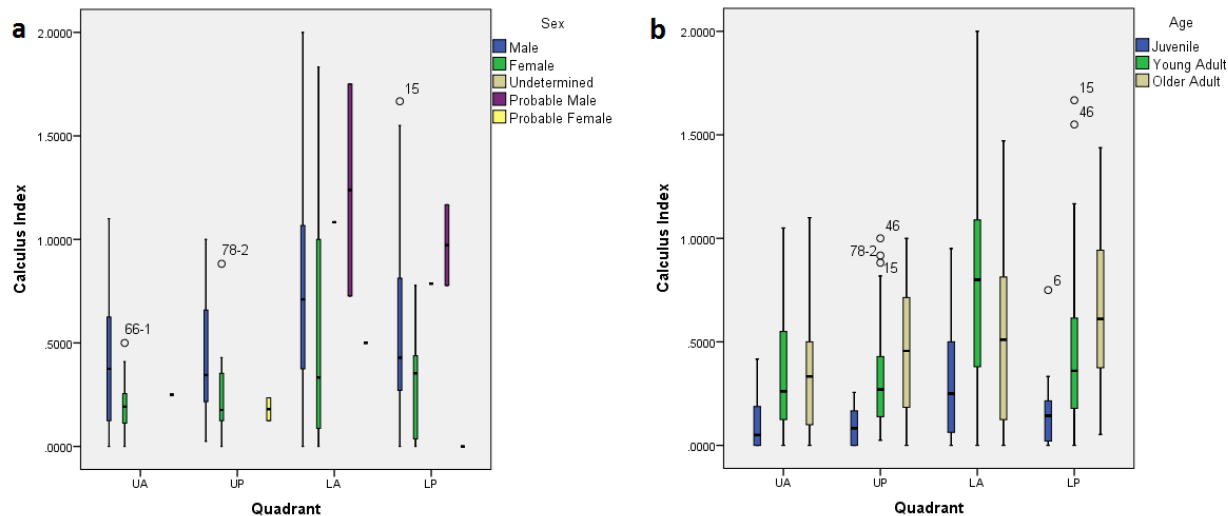 a
Sex
Male
Female
Undetermined
Probable Male
Probable Female
2.0000
1.5000
1.0000
.5000
.0000
Calculus Index
66-1
78-2
15
UA
UP
LA
LP
Quadrant
b
Age
Juvenile
Young Adult
Older Adult
2.0000
1.5000
1.0000
.5000
.0000
Calculus Index
46
78-2
15
15
46
6
UA
UP
LA
LP
Quadrant